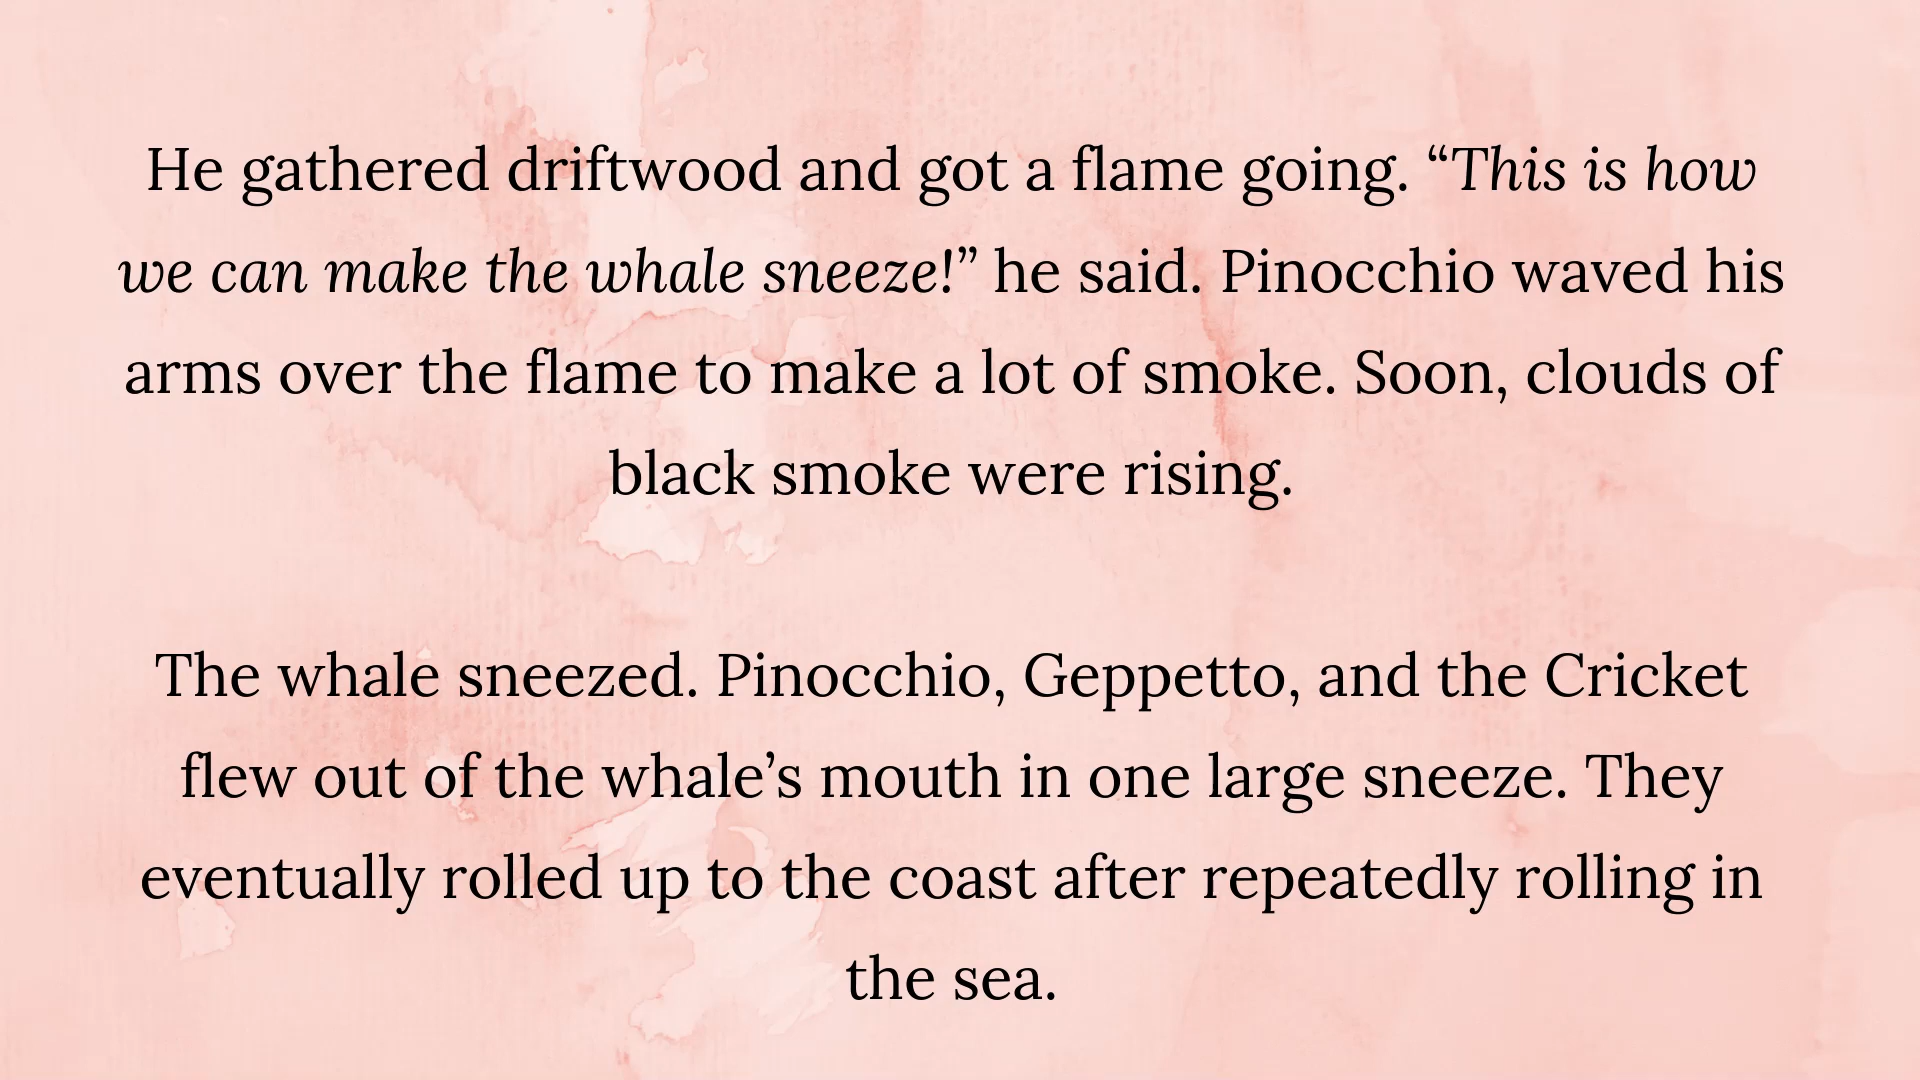 He gathered driftwood and got a flame going. “This is how
we can make the whale sneeze!” he said. Pinocchio waved his
arms over the flame to make a lot of smoke. Soon, clouds of
black smoke were rising.
The whale sneezed. Pinocchio, Geppetto, and the Cricket
flew out of the whale’s mouth in one large sneeze. They
eventually rolled up to the coast after repeatedly rolling in
the sea.